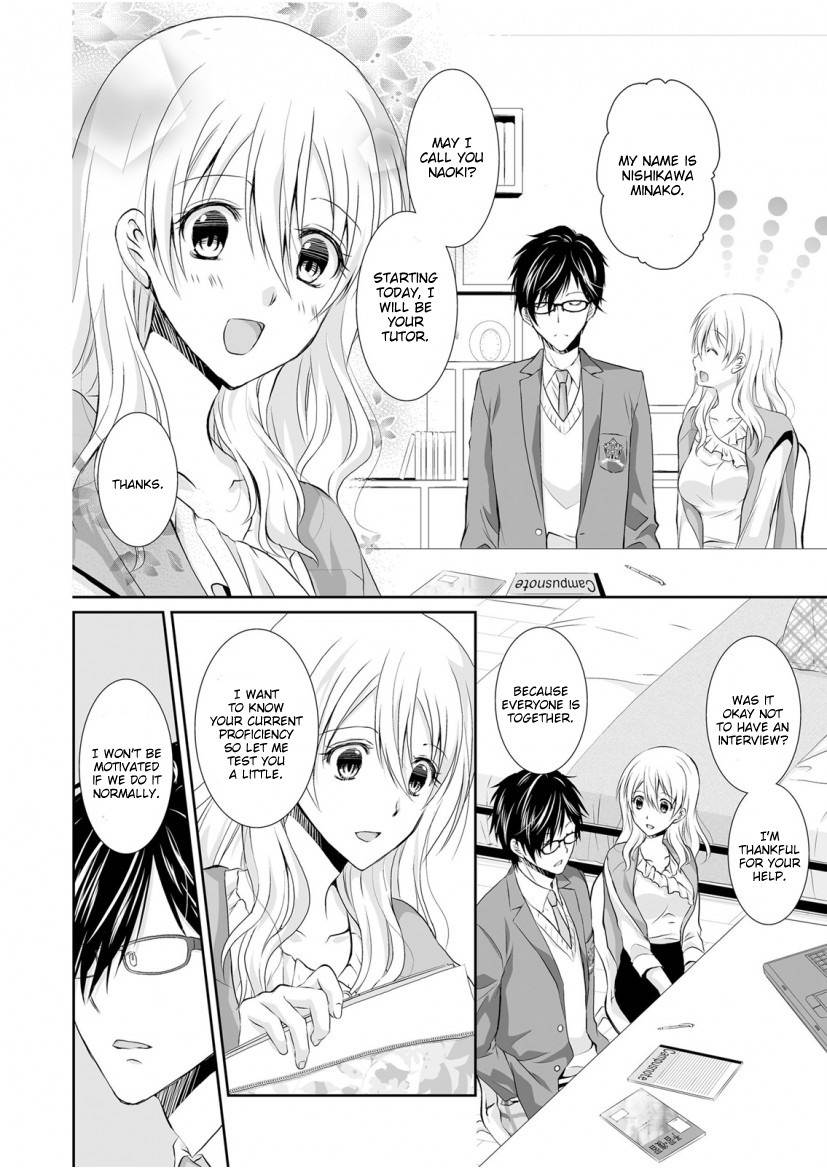 MY NAME IS
NISHIKAWA
MINAKO.
MAY I
CALL YOU
NAOKI?
STARTING
TODAY, I
WILL BE
YOUR
TUTOR.
THANKS.
Campusnote
WAS IT
OKAY NOT
TO HAVE AN
INTERVIEW?
I'M
THANKFUL
FOR YOUR
HELP.
BECAUSE
EVERYONE IS
TOGETHER.
Campusnote
I WANT
TO KNOW
YOUR CURRENT
PROFICIENCY
SO LET ME
TEST YOU
A LITTLE.
I WON'T BE
MOTIVATED
IF WE DO IT
NORMALLY.